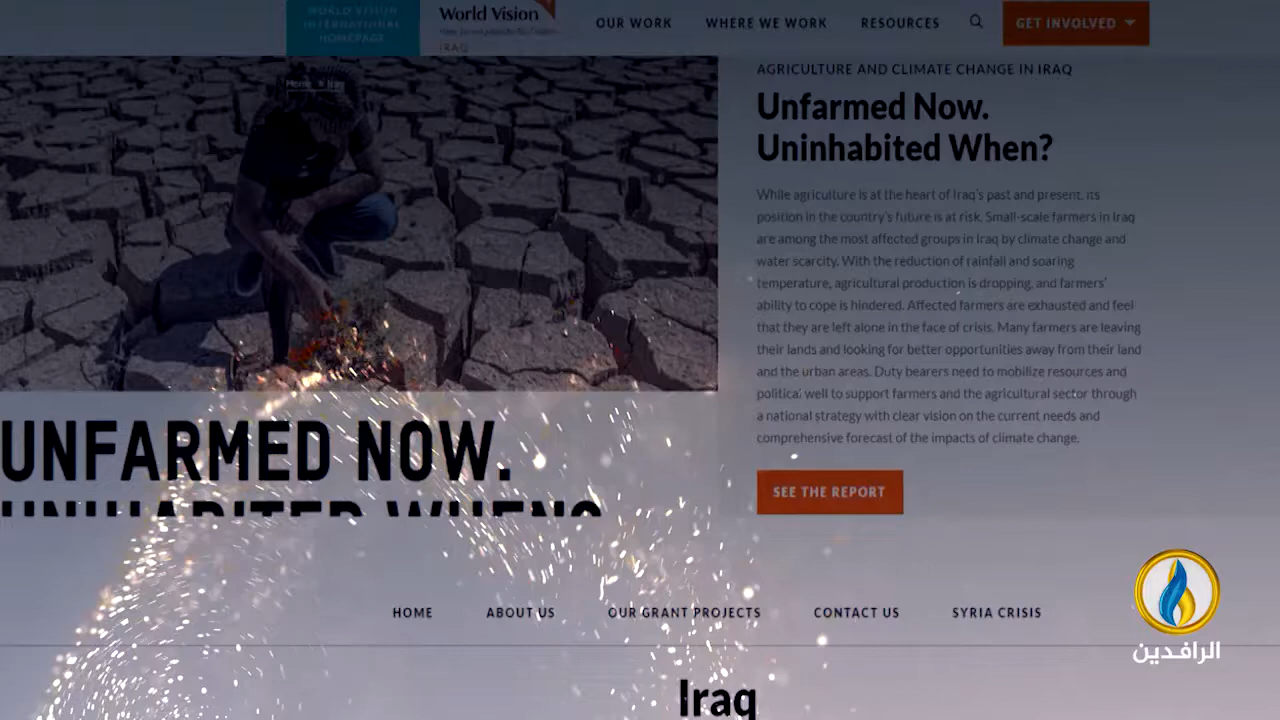 WORLD VISION
INTERNATIONAL
HOMEPAGE
World Vision
IRAQ
OUR WORK
WHERE WE WORK
RESOURCES
GET INVOLVED
Home
Iraq
AGRICULTURE AND CLIMATE CHANGE IN IRAQ
Unfarmed Now.
Uninhabited When?
While agriculture is at the heart of Iraq's past and present, its
position in the country's future is at risk. Small-scale farmers in Iraq
are among the most affected groups in Iraq by climate change and
water scarcity. With the reduction of rainfall and soaring
temperature, agricultural production is dropping, and farmers'
ability to cope is hindered. Affected farmers are exhausted and feel
that they are left alone in the face of crisis. Many farmers are leaving
their lands and looking for better opportunities away from their land
and the urban areas. Duty bearers need to mobilize resources and
political well to support farmers and the agricultural sector through
a national strategy with clear vision on the current needs and
comprehensive forecast of the impacts of climate change.
SEE THE REPORT
UNFARMED NOW.
UNINHABITED WHEN?
HOME
ABOUT US
OUR GRANT PROJECTS
CONTACT US
SYRIA CRISIS
الرافدين
Iraq